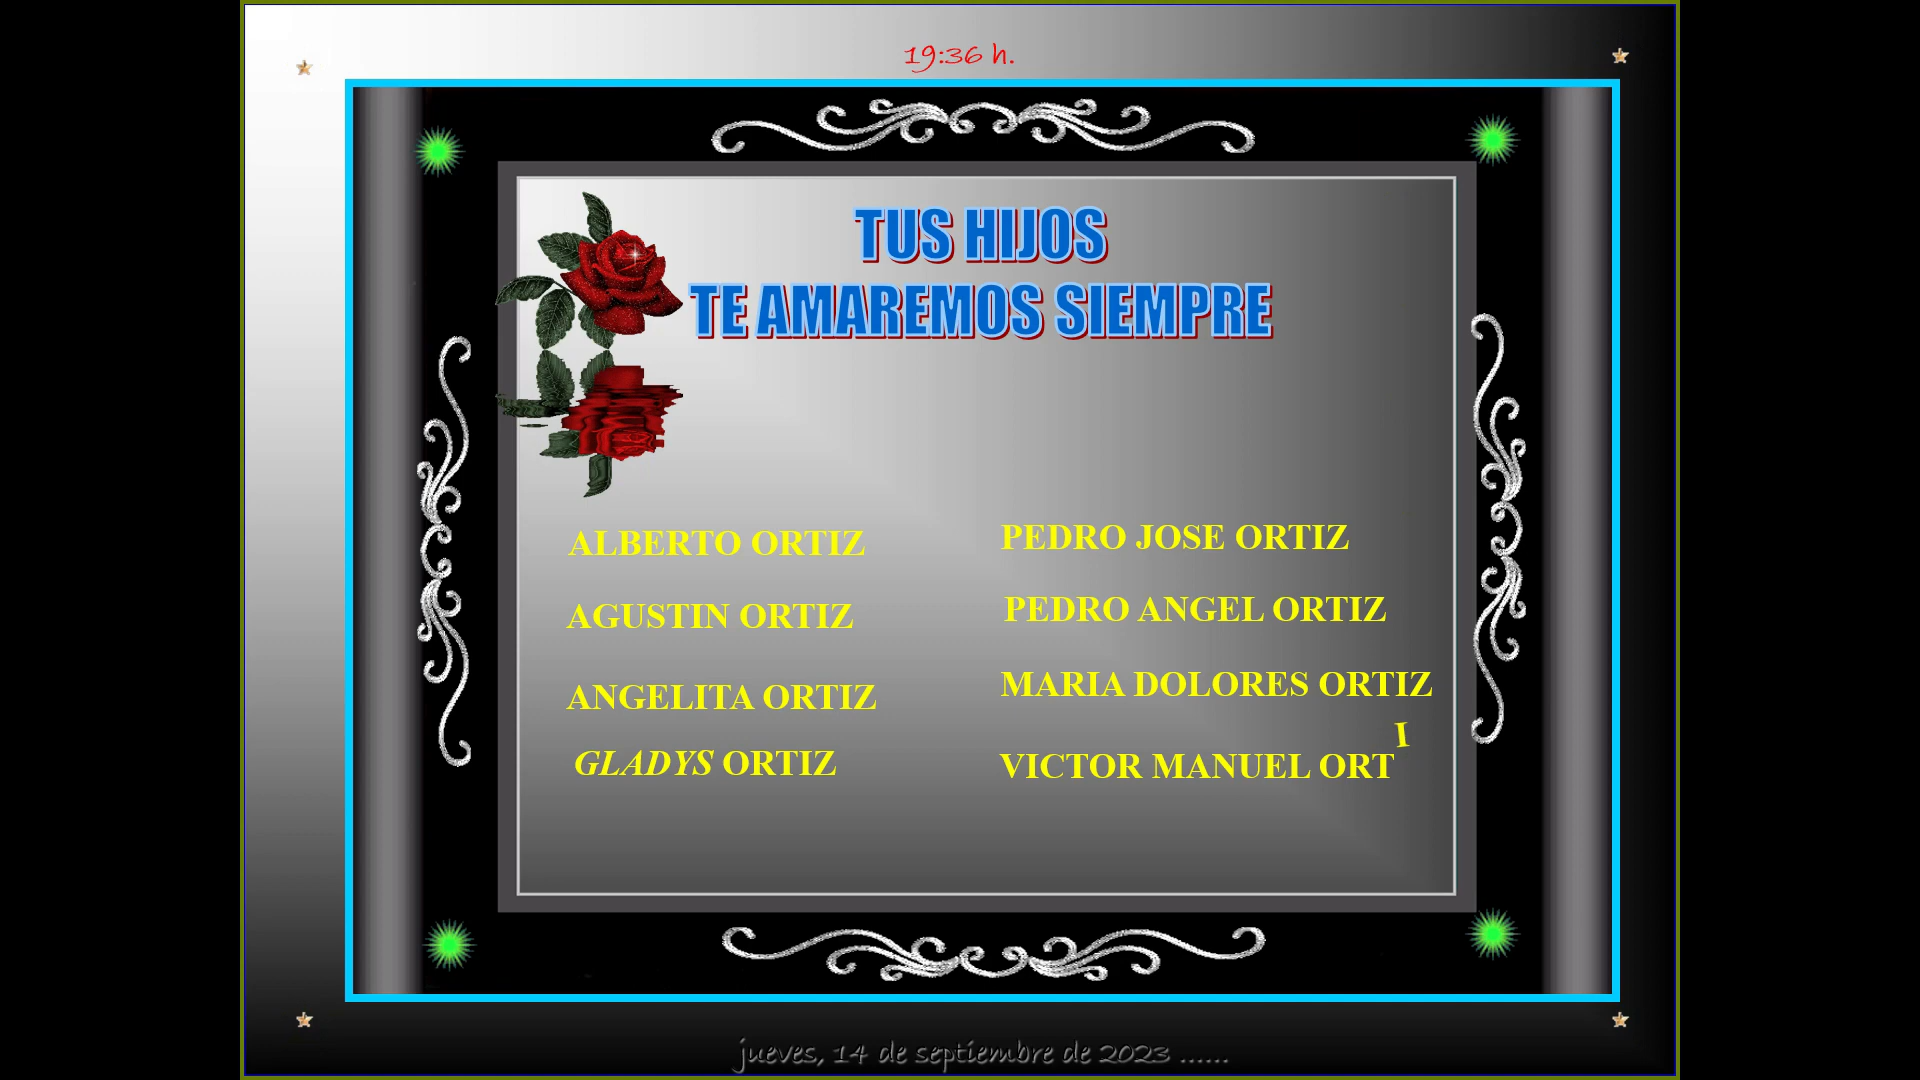 19:36 h.
TUS HIJOS
TE AMAREMOS SIEMPRE
ALBERTO ORTIZ
AGUSTIN ORTIZ
ANGELITA ORTIZ
GLADYS ORTIZ
PEDRO JOSE ORTIZ
PEDRO ANGEL ORTIZ
MARIA DOLORES ORTIZ
VICTOR MANUEL ORTI
jueves, 14 de septiembre de 2023 ......